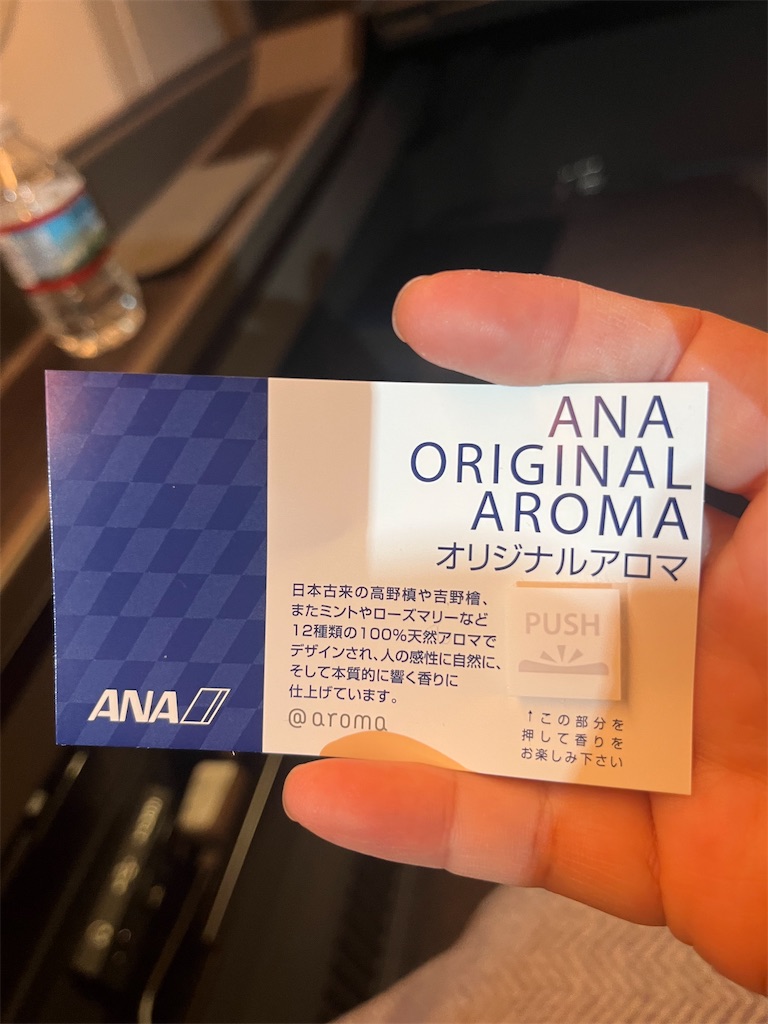 ANA
ORIGINAL
AROMA
オリジナルアロマ
日本古来の高野槙や吉野檜、
またミントやローズマリーなど
12種類の100%天然アロマで
デザインされ、人の感性に自然に、
そして本質的に響く香りに
仕上げています。
@aroma
PUSH
↑この部分を
押して香りを
お楽しみ下さい
ANA